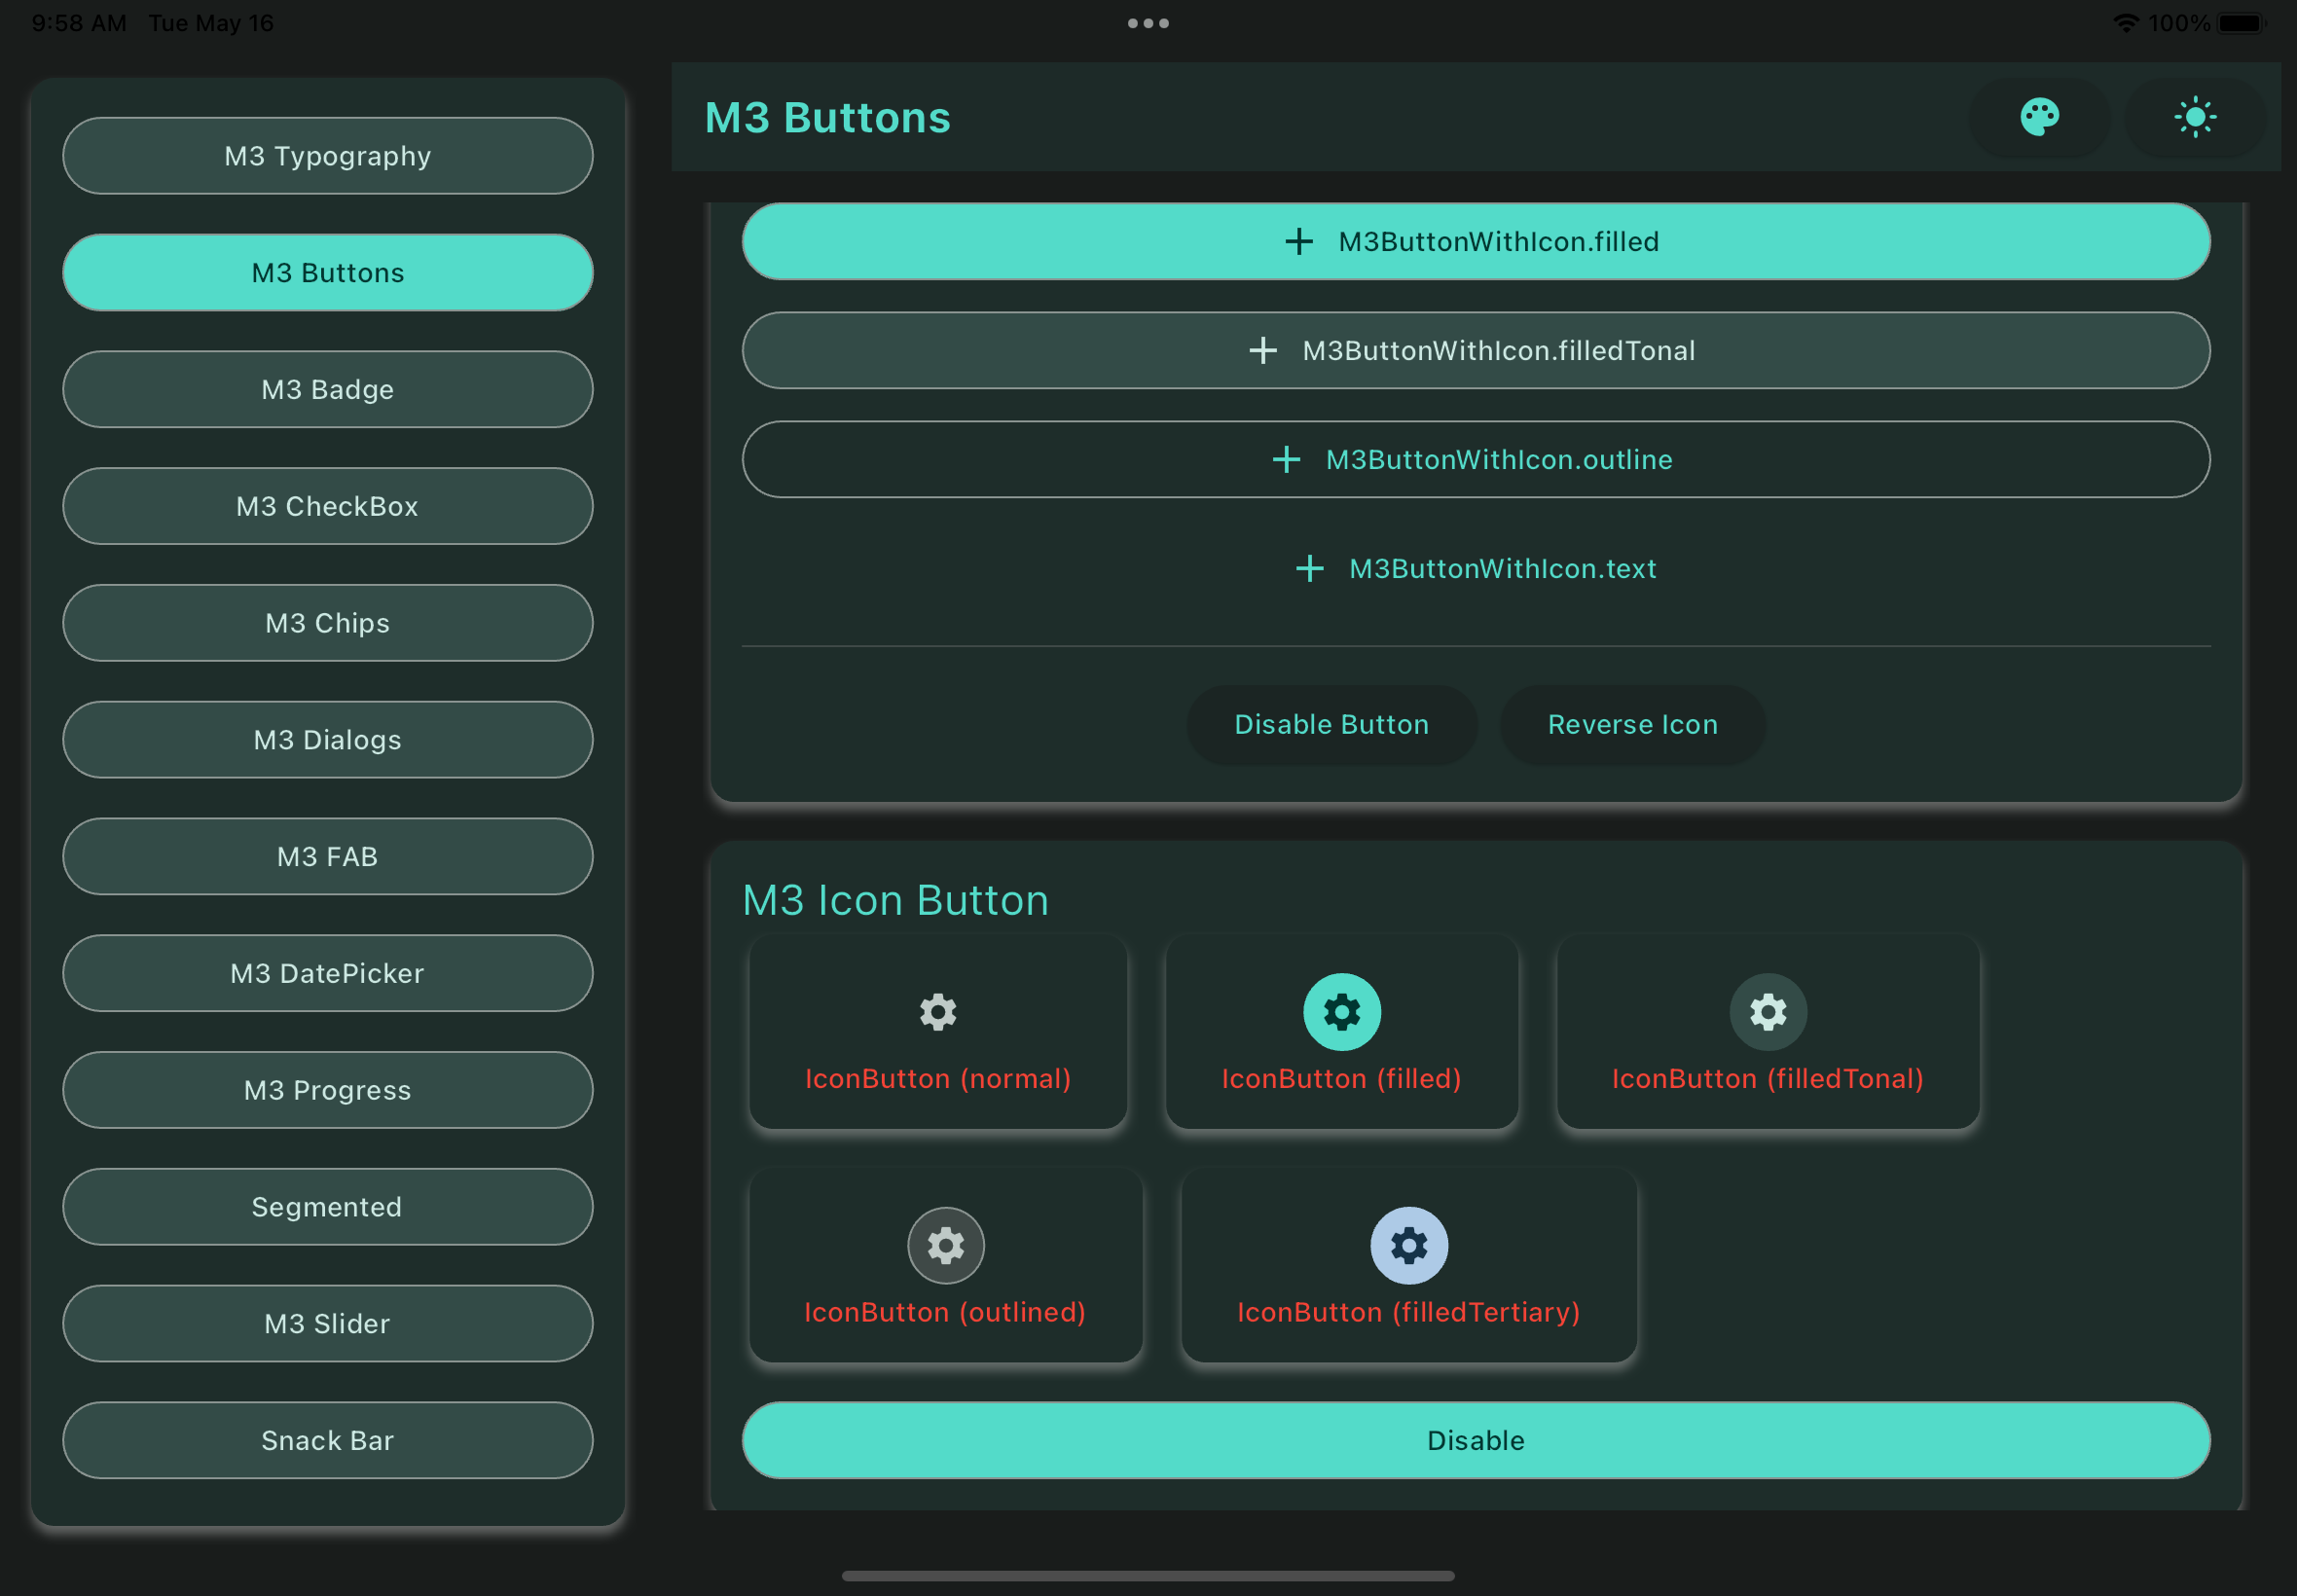 9:58 AM Tue May 16
100%
M3 Typography
M3 Buttons
M3 Badge
M3 CheckBox
M3 Chips
M3 Dialogs
M3 FAB
M3 DatePicker
M3 Progress
Segmented
M3 Slider
Snack Bar
M3 Buttons
M3ButtonWithIcon.filled
M3ButtonWithIcon.filledTonal
M3ButtonWithIcon.outline
M3ButtonWithIcon.text
Disable Button
Reverse Icon
M3 Icon Button
IconButton (normal)
IconButton (filled)
IconButton (filledTonal)
IconButton (outlined)
IconButton (filledTertiary)
Disable